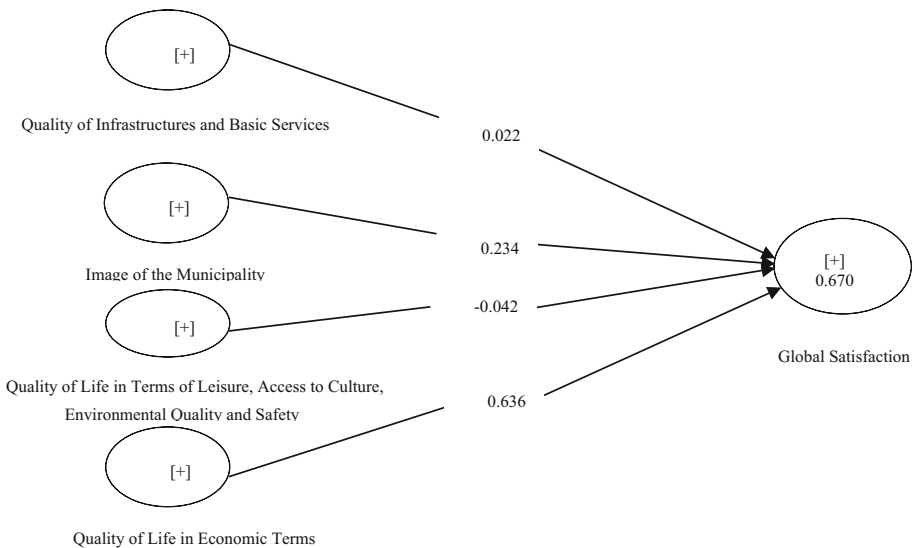 [+]
Quality of Infrastructures and Basic Services
0.022
[+]
0.234
Image of the Municipality
[+]
0.670
[+]
-0.042
Global Satisfaction
Quality of Life in Terms of Leisure, Access to Culture,
Environmental Quality and Safety
0.636
[+]
Quality of Life in Economic Terms